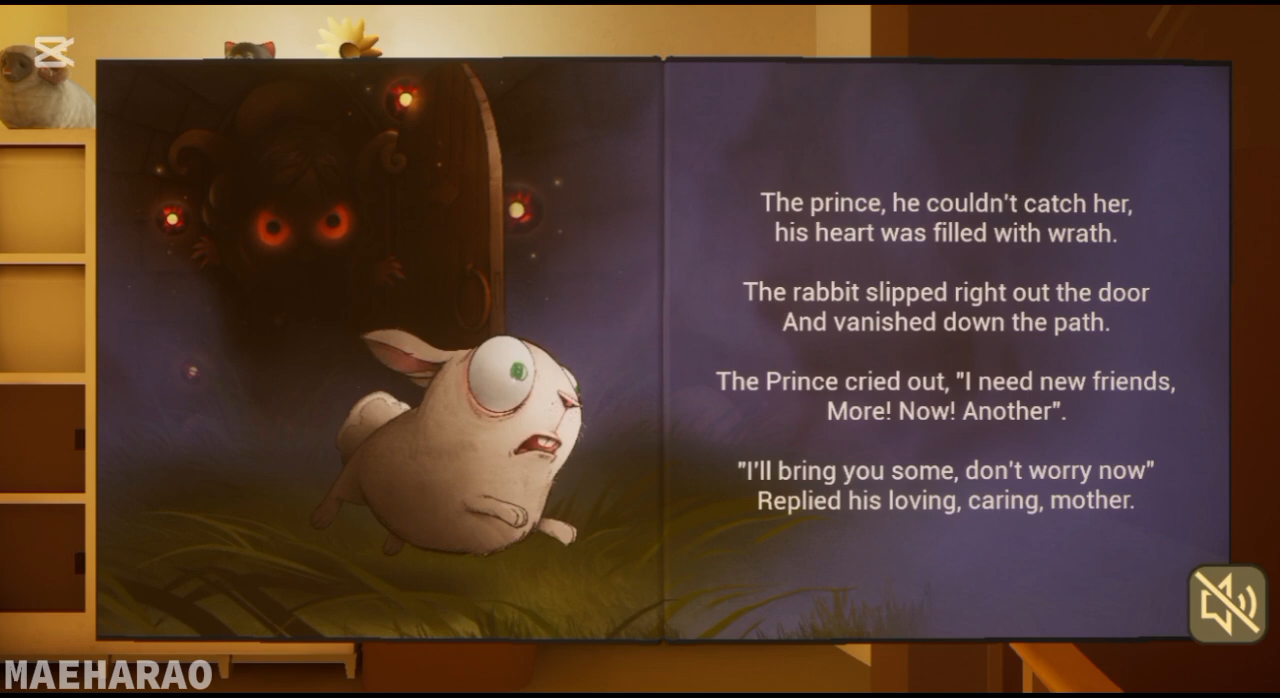 The prince, he couldn't catch her,
his heart was filled with wrath.
The rabbit slipped right out the door
And vanished down the path.
The Prince cried out, "I need new friends,
More! Now! Another".
"I'll bring you some, don't worry now"
Replied his loving, caring, mother.
MAEHARAO